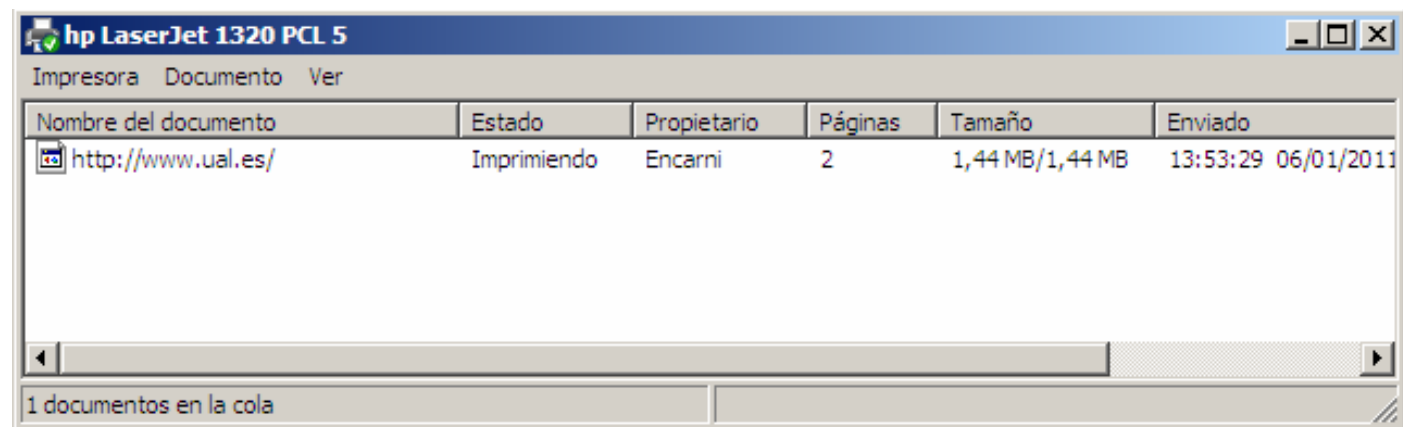 hp LaserJet 1320 PCL 5
Impresora Documento Ver
Nombre del documento Estado Propietario Páginas Tamaño Enviado
http://www.ual.es/ Imprimiendo Encarni 2 1,44 MB/1,44 MB 13:53:29 06/01/2011
1 documentos en la cola